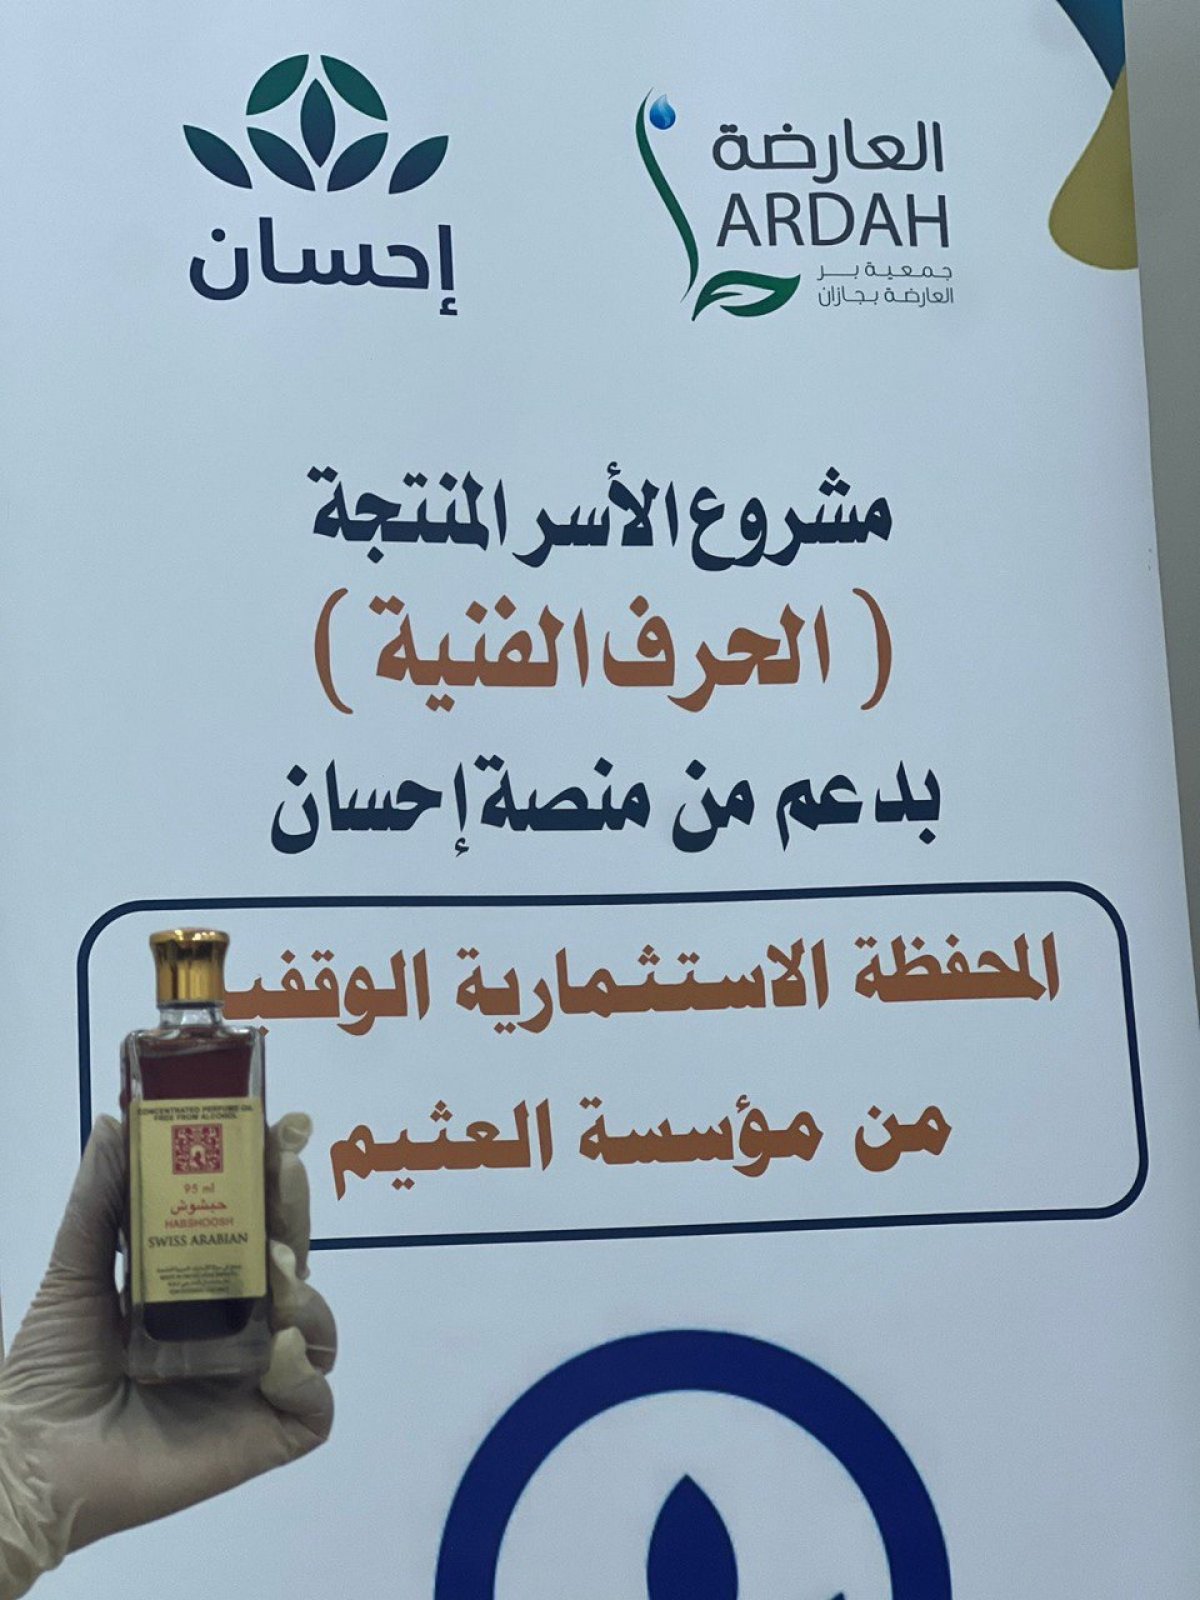 إحسان
العارضة
ARDAH
جمعية بر
العارضة بجازان
مشروع الأسر المنتجة
( الحرف الفنية )
بدعم من منصة إحسان
المحفظة الاستثمارية الوقفية
من مؤسسة العثيم
CONCENTRATED PERFUME OIL
FREE FROM ALCOHOL
95 ml
حبشوش
HABSHOOSH
SWISS ARABIAN